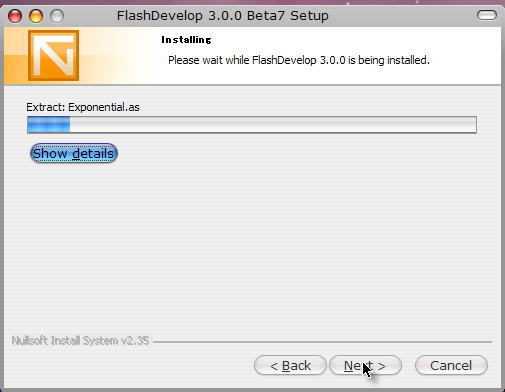 FlashDevelop 3.0.0 Beta7 Setup
Installing
Please wait while FlashDevelop 3.0.0 is being installed.
Extract: Exponential.as
Show details
Nullsoft Install System v2.35
< Back Next > Cancel